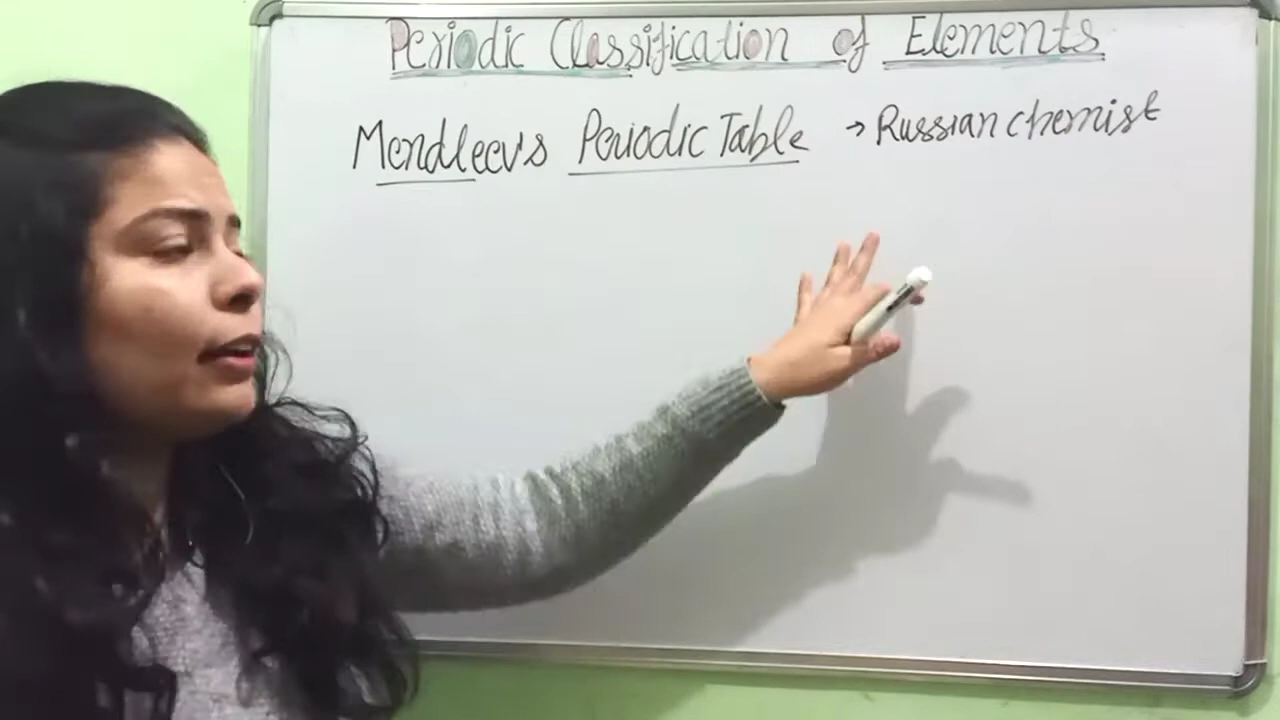 Periodic Classification of Elements
Mendleev's Periodic Table → Russian chemist